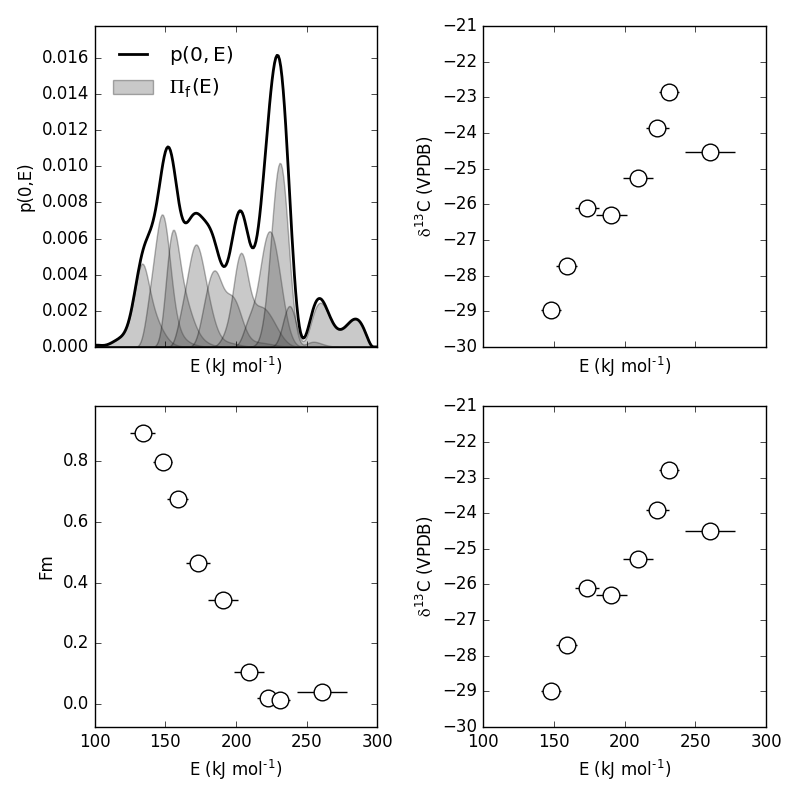 p(0,E)
0.016
0.014
0.012
0.010
0.008
0.006
0.004
0.002
0.000
p(0, E)
Π_f(E)
E (kJ mol⁻¹)
δ¹³C (VPDB)
−21
−22
−23
−24
−25
−26
−27
−28
−29
−30
E (kJ mol⁻¹)
Fm
0.8
0.6
0.4
0.2
0.0
100 150 200 250 300
E (kJ mol⁻¹)
δ¹³C (VPDB)
−21
−22
−23
−24
−25
−26
−27
−28
−29
−30
100 150 200 250 300
E (kJ mol⁻¹)